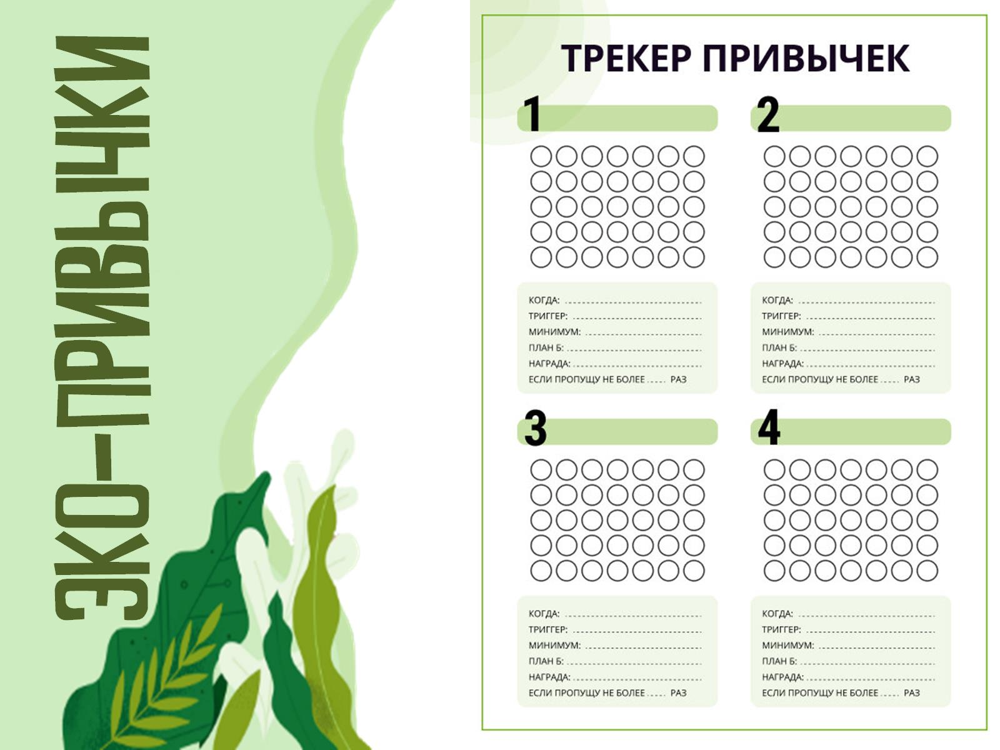 ЭКО-ПРИВЫЧКИ
ТРЕКЕР ПРИВЫЧЕК
1
КОГДА:
ТРИГГЕР:
МИНИМУМ:
ПЛАН Б:
НАГРАДА:
ЕСЛИ ПРОПУЩУ НЕ БОЛЕЕ ..... РАЗ
2
КОГДА:
ТРИГГЕР:
МИНИМУМ:
ПЛАН Б:
НАГРАДА:
ЕСЛИ ПРОПУЩУ НЕ БОЛЕЕ ..... РАЗ
3
КОГДА:
ТРИГГЕР:
МИНИМУМ:
ПЛАН Б:
НАГРАДА:
ЕСЛИ ПРОПУЩУ НЕ БОЛЕЕ ..... РАЗ
4
КОГДА:
ТРИГГЕР:
МИНИМУМ:
ПЛАН Б:
НАГРАДА:
ЕСЛИ ПРОПУЩУ НЕ БОЛЕЕ ..... РАЗ